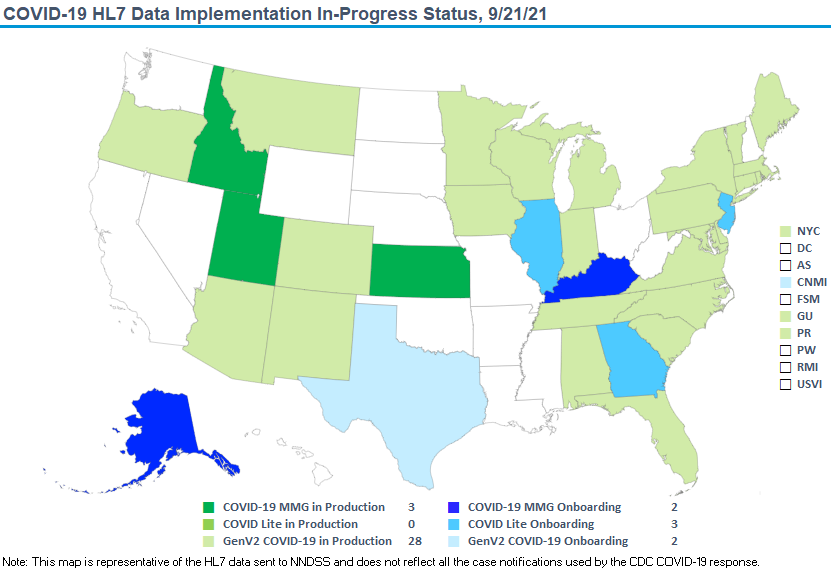 COVID-19 HL7 Data Implementation In-Progress Status, 9/21/21
NYC
DC
AS
CNMI
FSM
GU
PR
PW
RMI
USVI
COVID-19 MMG in Production 3 COVID-19 MMG Onboarding 2
COVID Lite in Production 0 COVID Lite Onboarding 3
GenV2 COVID-19 in Production 28 GenV2 COVID-19 Onboarding 2
Note: This map is representative of the HL7 data sent to NNDSS and does not reflect all the case notifications used by the CDC COVID-19 response.